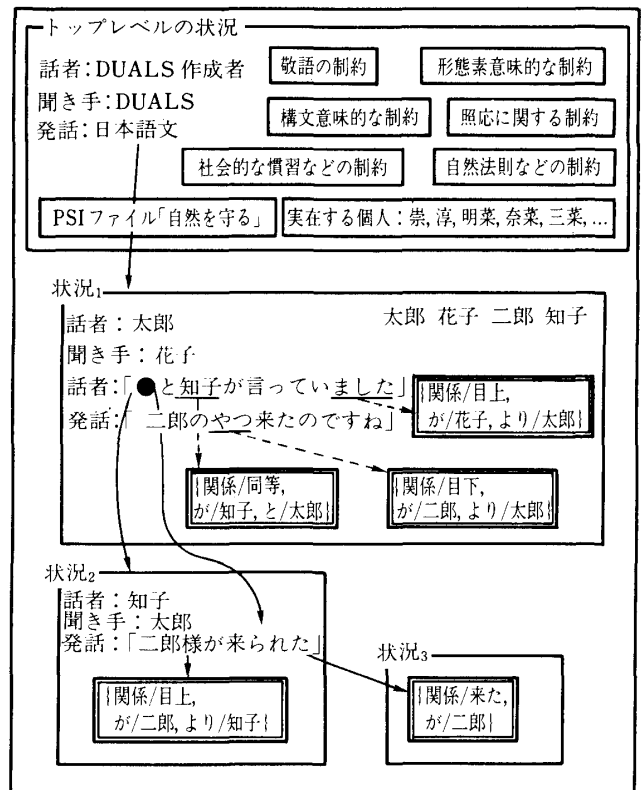 トップレベルの状況
話者：DUALS 作成者
聞き手：DUALS
発話：日本語文
敬語の制約
形態素意味的な制約
構文意味的な制約
照応に関する制約
社会的な慣習などの制約
自然法則などの制約
PSIファイル「自然を守る」
実在する個人：崇, 淳, 明菜, 奈菜, 三菜, …
状況1
太郎 花子 二郎 知子
話者：太郎
聞き手：花子
話者：「●と知子が言っていました」
発話：「 二郎のやつ来たのですね」
{関係/目上,
が/花子, より/太郎}
{関係/同等,
が/知子, と/太郎}
{関係/目下,
が/二郎, より/太郎}
状況2
話者：知子
聞き手：太郎
発話：「二郎様が来られた」
{関係/目上,
が/二郎, より/知子}
状況3
{関係/来た,
が/二郎}